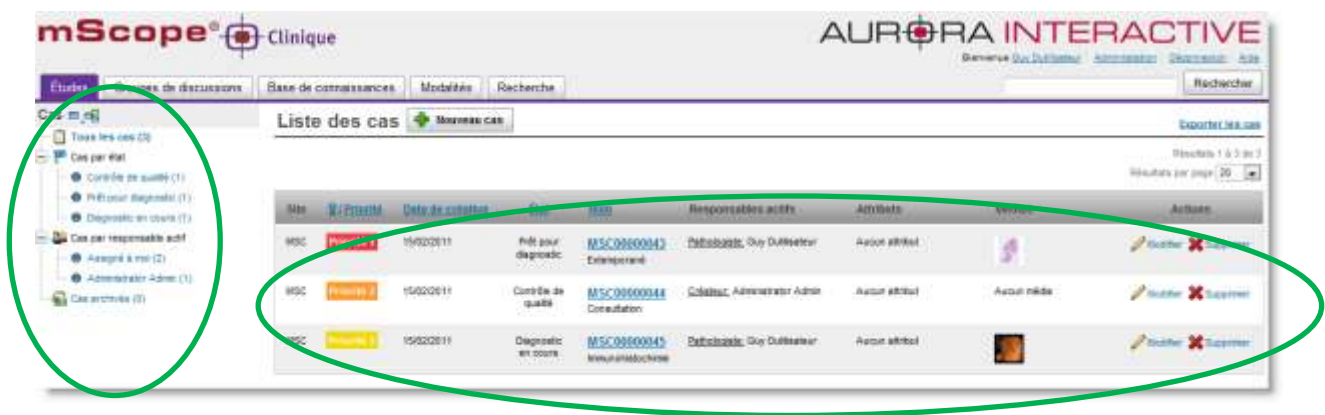 mScope® Clinique
AURORA INTERACTIVE
Bienvenue Guy Dutilisateur Administration Déconnexion Aide
Études Groupes de discussions Base de connaissances Modalités Recherche Rechercher
Cas
Liste des cas Nouveau cas
Exporter les cas
Tous les cas (3)
Cas par état
Contrôle de qualité (1)
Prêt pour diagnostic (1)
Diagnostic en cours (1)
Cas par responsable actif
Assigné à moi (2)
Administrator Admin (1)
Cas archivés (0)
Résultats 1 à 3 de 3
Résultats par page 20
Site Priorité Date de création État Nom Responsables actifs Attributs Actions
MSC Priorité 1 15/02/2011 Prêt pour diagnostic MSC00000043 Extemporané Pathologiste: Guy Dutilisateur Aucun attribut Modifier Supprimer
MSC Priorité 2 15/02/2011 Contrôle de qualité MSC00000044 Consultation Créateur: Administrator Admin Aucun attribut Aucun média Modifier Supprimer
MSC Priorité 3 15/02/2011 Diagnostic en cours MSC00000045 Immunohistochimie Pathologiste: Guy Dutilisateur Aucun attribut Modifier Supprimer